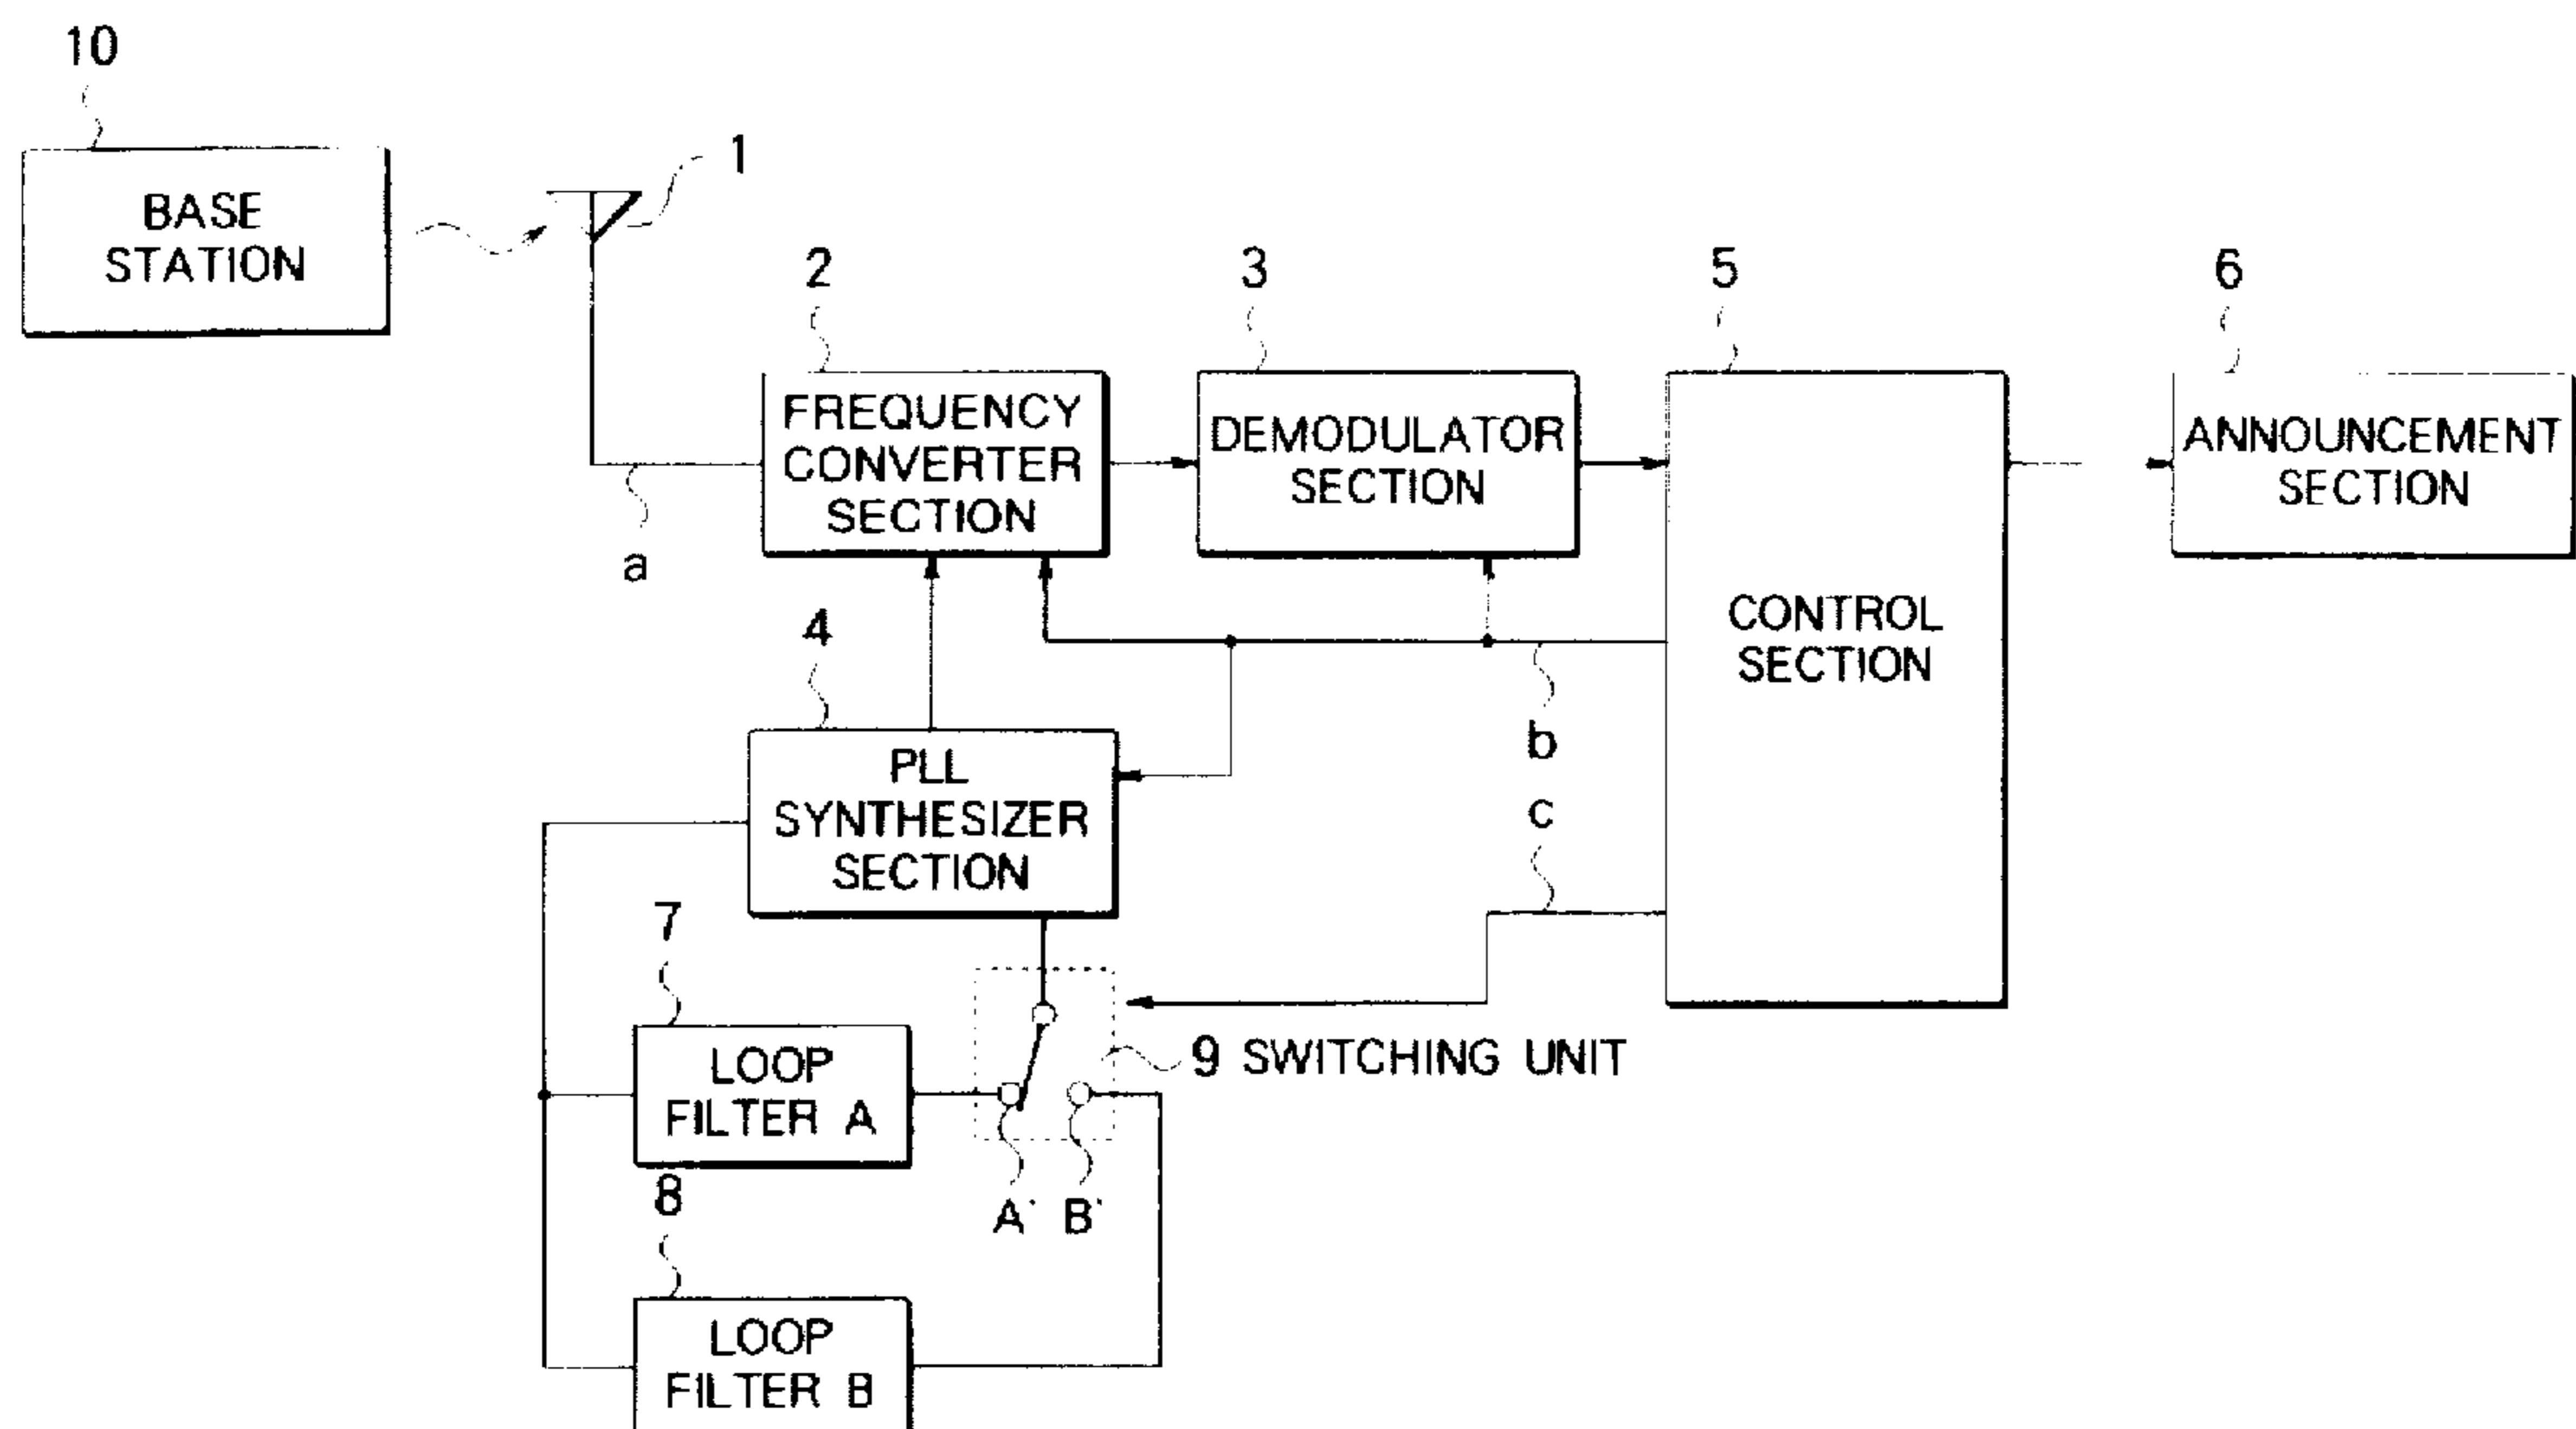 10
BASE
STATION
1
2
3
5
6
FREQUENCY
CONVERTER
SECTION
DEMODULATOR
SECTION
ANNOUNCEMENT
SECTION
a
CONTROL
SECTION
4
b
c
PLL
SYNTHESIZER
SECTION
7
9 SWITCHING UNIT
LOOP
FILTER A
8
A' B'
LOOP
FILTER B